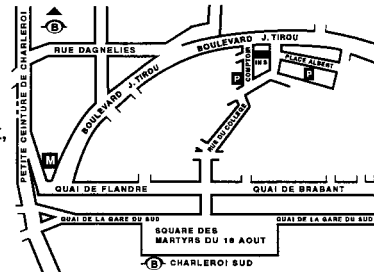 B
PETITE CEINTURE DE CHARLEROI
RUE DAGNELIES
BOULEVARD J. TIROU
BOULEVARD J. TIROU
COMPTOIR
INS
P
PLACE ALBERT
P
RUE DU COLLEGE
M
QUAI DE FLANDRE
QUAI DE BRABANT
QUAI DE LA GARE DU SUD
QUAI DE LA GARE DU SUD
SQUARE DES
MARTYRS DU 18 AOUT
B CHARLEROI SUD